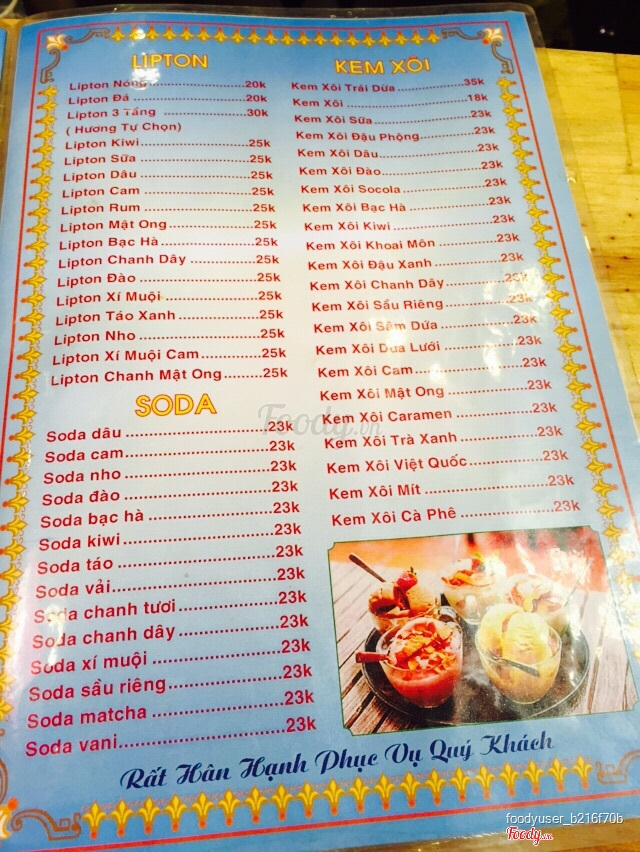 LIPTON
Lipton Nóng..........................20k
Lipton Đá..............................20k
Lipton 3 Tầng.......................30k
( Hương Tự Chọn)
Lipton Kiwi...........................25k
Lipton Sữa............................25k
Lipton Dâu............................25k
Lipton Cam...........................25k
Lipton Rum...........................25k
Lipton Mật Ong.....................25k
Lipton Bạc Hà.......................25k
Lipton Chanh Dây.................25k
Lipton Đào............................25k
Lipton Xí Muội......................25k
Lipton Táo Xanh...................25k
Lipton Nho............................25k
Lipton Xí Muội Cam..............25k
Lipton Chanh Mật Ong.........25k
SODA
Soda dâu..............................23k
Soda cam.............................23k
Soda nho..............................23k
Soda đào..............................23k
Soda bạc hà.........................23k
Soda kiwi.............................23k
Soda táo..............................23k
Soda vải...............................23k
Soda chanh tươi..................23k
Soda chanh dây...................23k
Soda xí muội.......................23k
Soda sầu riêng....................23k
Soda matcha.......................23k
Soda vani............................23k
KEM XÔI
Kem Xôi Trái Dừa.................35k
Kem Xôi...............................18k
Kem Xôi Sữa........................23k
Kem Xôi Đậu Phộng.............23k
Kem Xôi Dâu........................23k
Kem Xôi Đào........................23k
Kem Xôi Socola...................23k
Kem Xôi Bạc Hà...................23k
Kem Xôi Kiwi.......................23k
Kem Xôi Khoai Môn.............23k
Kem Xôi Đậu Xanh...............23k
Kem Xôi Chanh Dây.............23k
Kem Xôi Sầu Riêng..............23k
Kem Xôi Sâm Dứa................23k
Kem Xôi Dưa Lưới...............23k
Kem Xôi Cam.......................23k
Kem Xôi Mật Ong.................23k
Kem Xôi Caramen................23k
Kem Xôi Trà Xanh................23k
Kem Xôi Việt Quốc...............23k
Kem Xôi Mít.........................23k
Kem Xôi Cà Phê...................23k
Rất Hân Hạnh Phục Vụ Quý Khách
Foody.vn
foodyuser_b216f70b
Foody.vn